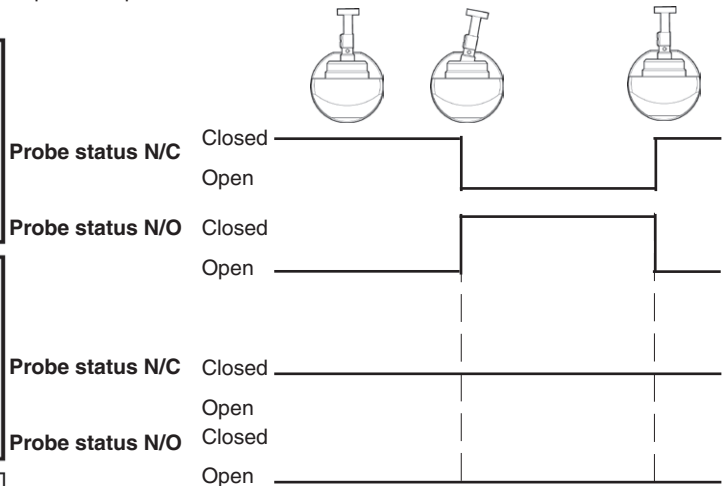 Closed
Probe status N/C
Open
Probe status N/O Closed
Open
Probe status N/C Closed
Open
Probe status N/O Closed
Open